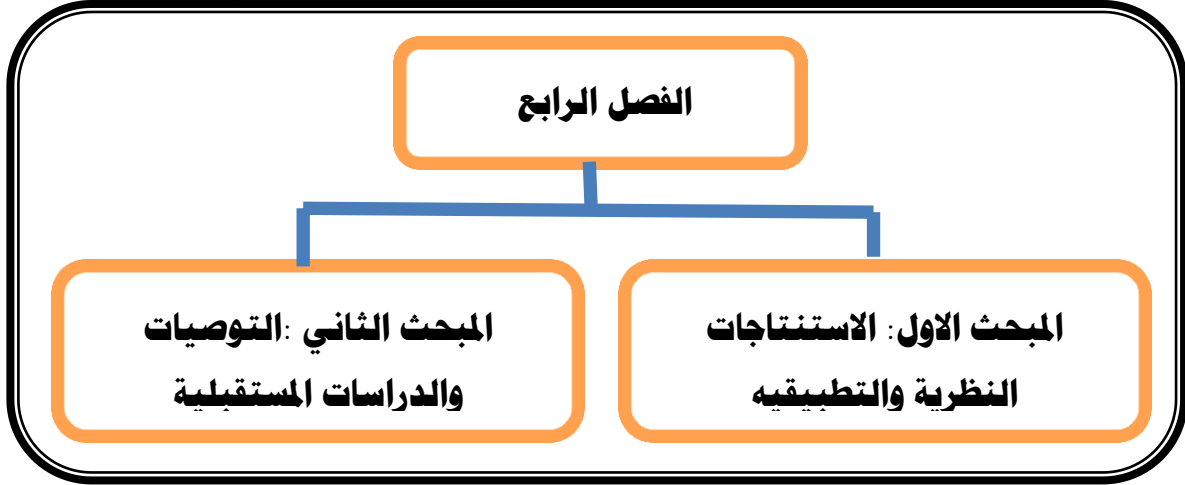 الفصل الرابع
المبحث الاول: الاستنتاجات
النظرية والتطبيقيه
المبحث الثاني :التوصيات
والدراسات المستقبلية